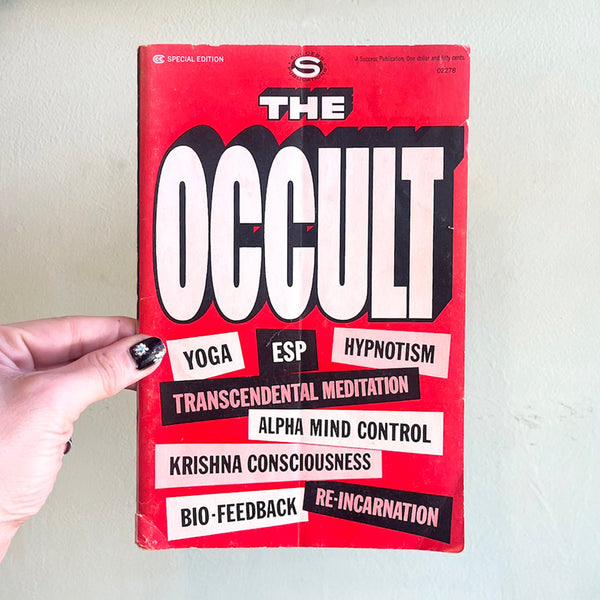 SPECIAL EDITION
S
A Success Publication, One dollar and fifty cents
02278
THE
OCCULT
YOGA
ESP
HYPNOTISM
TRANSCENDENTAL MEDITATION
ALPHA MIND CONTROL
KRISHNA CONSCIOUSNESS
BIO-FEEDBACK
RE-INCARNATION